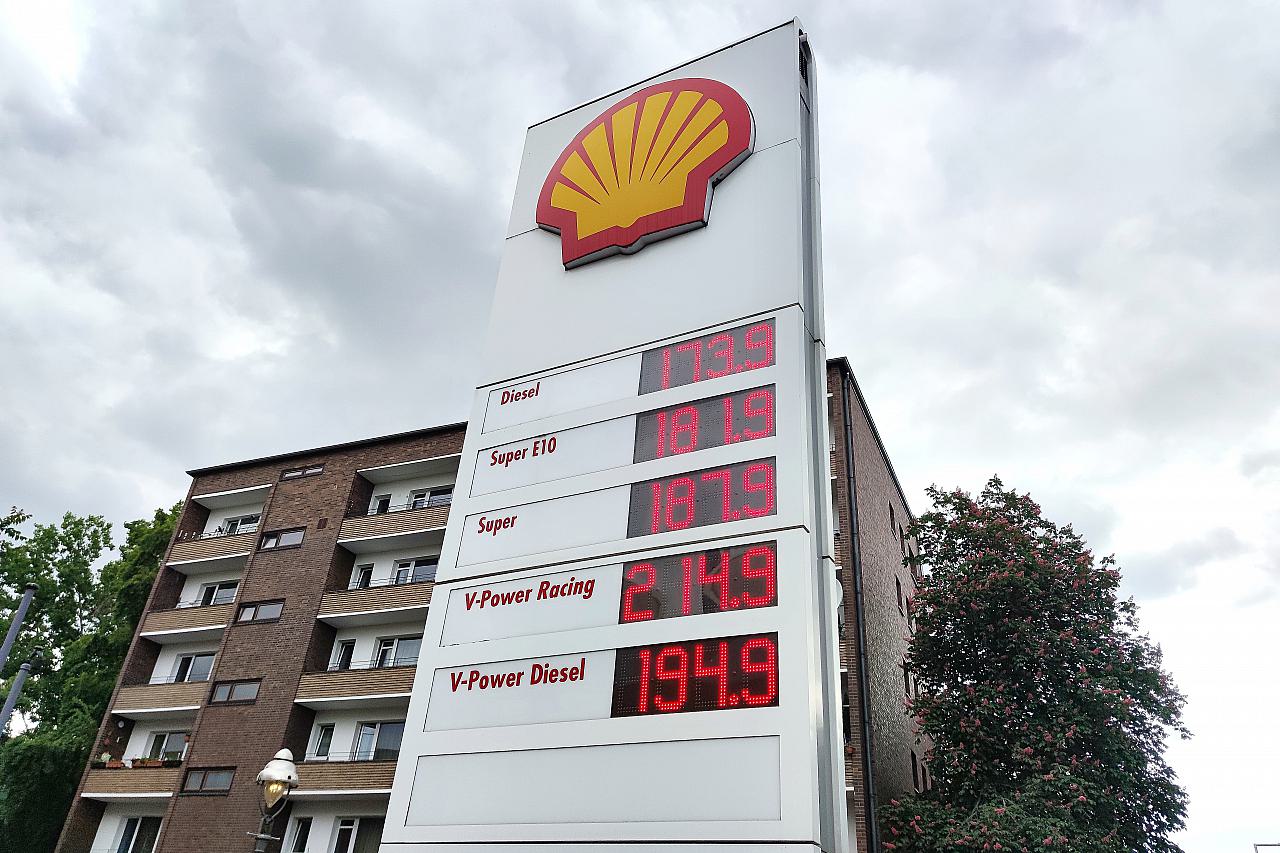 Diesel 173.9
Super E10 181.9
Super 187.9
V-Power Racing 214.9
V-Power Diesel 194.9